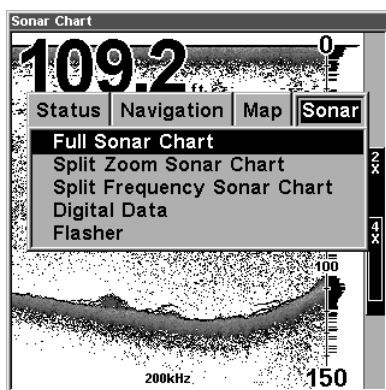 Sonar Chart
109.2 ft
0
Status Navigation Map Sonar
Full Sonar Chart
Split Zoom Sonar Chart
Split Frequency Sonar Chart
Digital Data
Flasher
2X
4X
100
200kHz
150